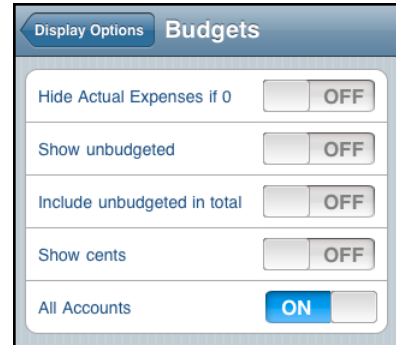 Display Options Budgets
Hide Actual Expenses if 0 OFF
Show unbudgeted OFF
Include unbudgeted in total OFF
Show cents OFF
All Accounts ON